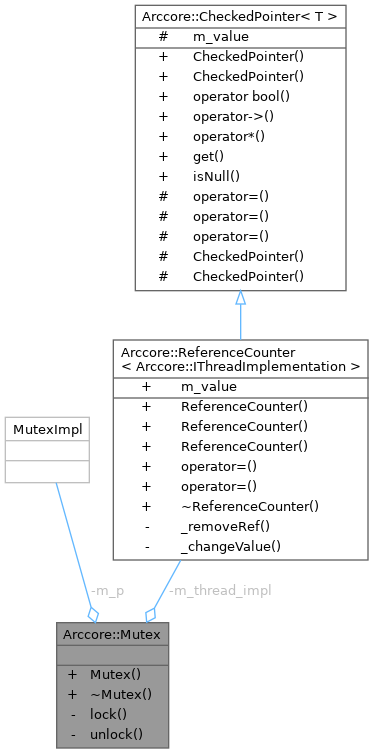 Arccore::CheckedPointer< T >
# m_value
+ CheckedPointer()
+ CheckedPointer()
+ operator bool()
+ operator->()
+ operator*()
+ get()
+ isNull()
# operator=()
# operator=()
# operator=()
# CheckedPointer()
# CheckedPointer()
Arccore::ReferenceCounter
< Arccore::IThreadImplementation >
+ m_value
+ ReferenceCounter()
+ ReferenceCounter()
+ ReferenceCounter()
+ operator=()
+ operator=()
+ ~ReferenceCounter()
- _removeRef()
- _changeValue()
MutexImpl
-m_p
-m_thread_impl
Arccore::Mutex
+ Mutex()
+ ~Mutex()
- lock()
- unlock()